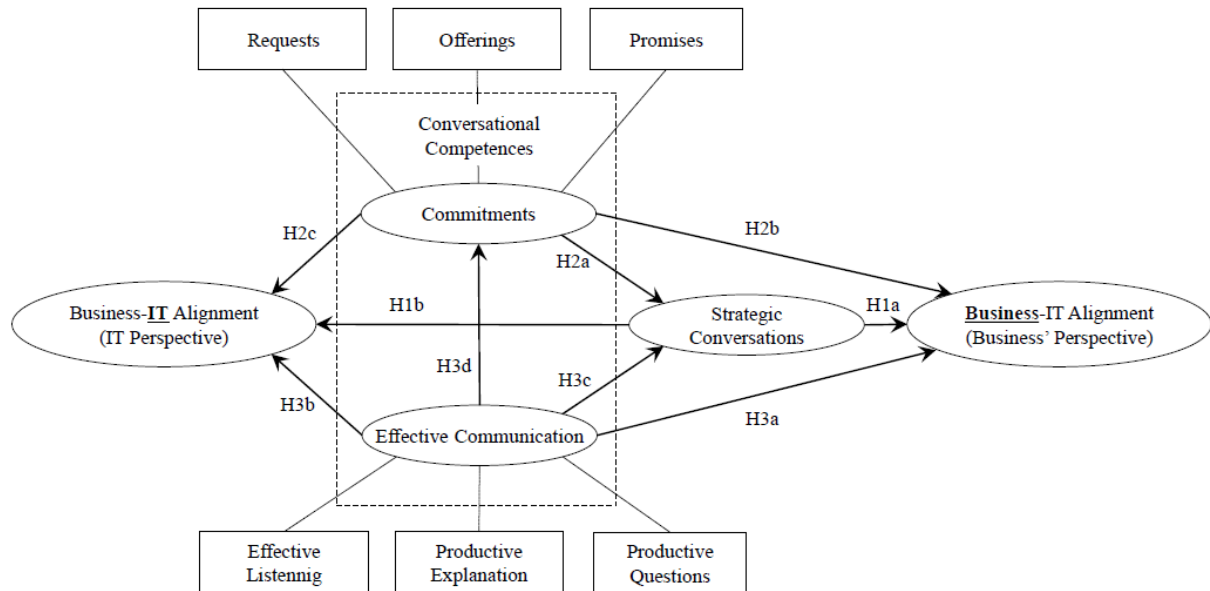 Requests
Offerings
Promises
Conversational
Competences
Commitments
H2c
H2b
H2a
Business-IT Alignment
(IT Perspective)
H1b
Strategic
Conversations
H1a
Business-IT Alignment
(Business' Perspective)
H3d
H3c
H3b
H3a
Effective Communication
Effective
Listennig
Productive
Explanation
Productive
Questions